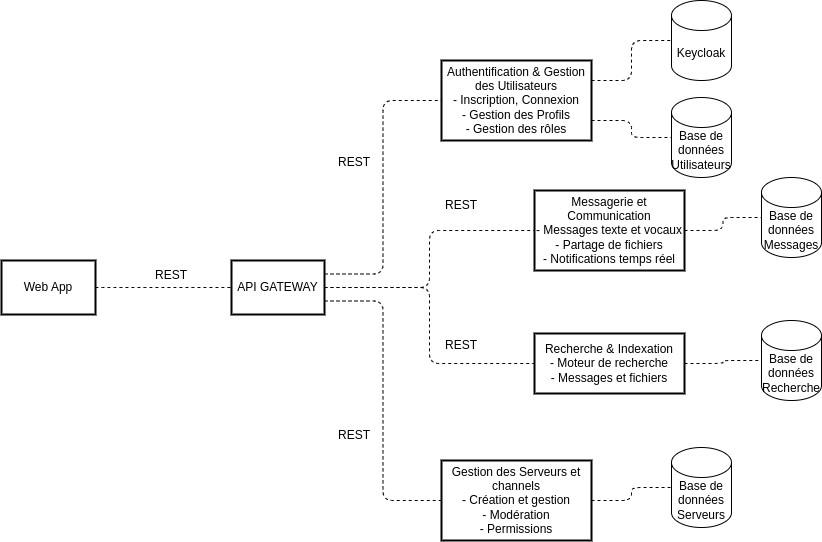 Keycloak
Authentification & Gestion
des Utilisateurs
- Inscription, Connexion
- Gestion des Profils
- Gestion des rôles
Base de
données
Utilisateurs
REST
REST
Messagerie et
Communication
- Messages texte et vocaux
- Partage de fichiers
- Notifications temps réel
Base de
données
Messages
Web App
REST
API GATEWAY
REST
Recherche & Indexation
- Moteur de recherche
- Messages et fichiers
Base de
données
Recherche
REST
Gestion des Serveurs et
channels
- Création et gestion
- Modération
- Permissions
Base de
données
Serveurs